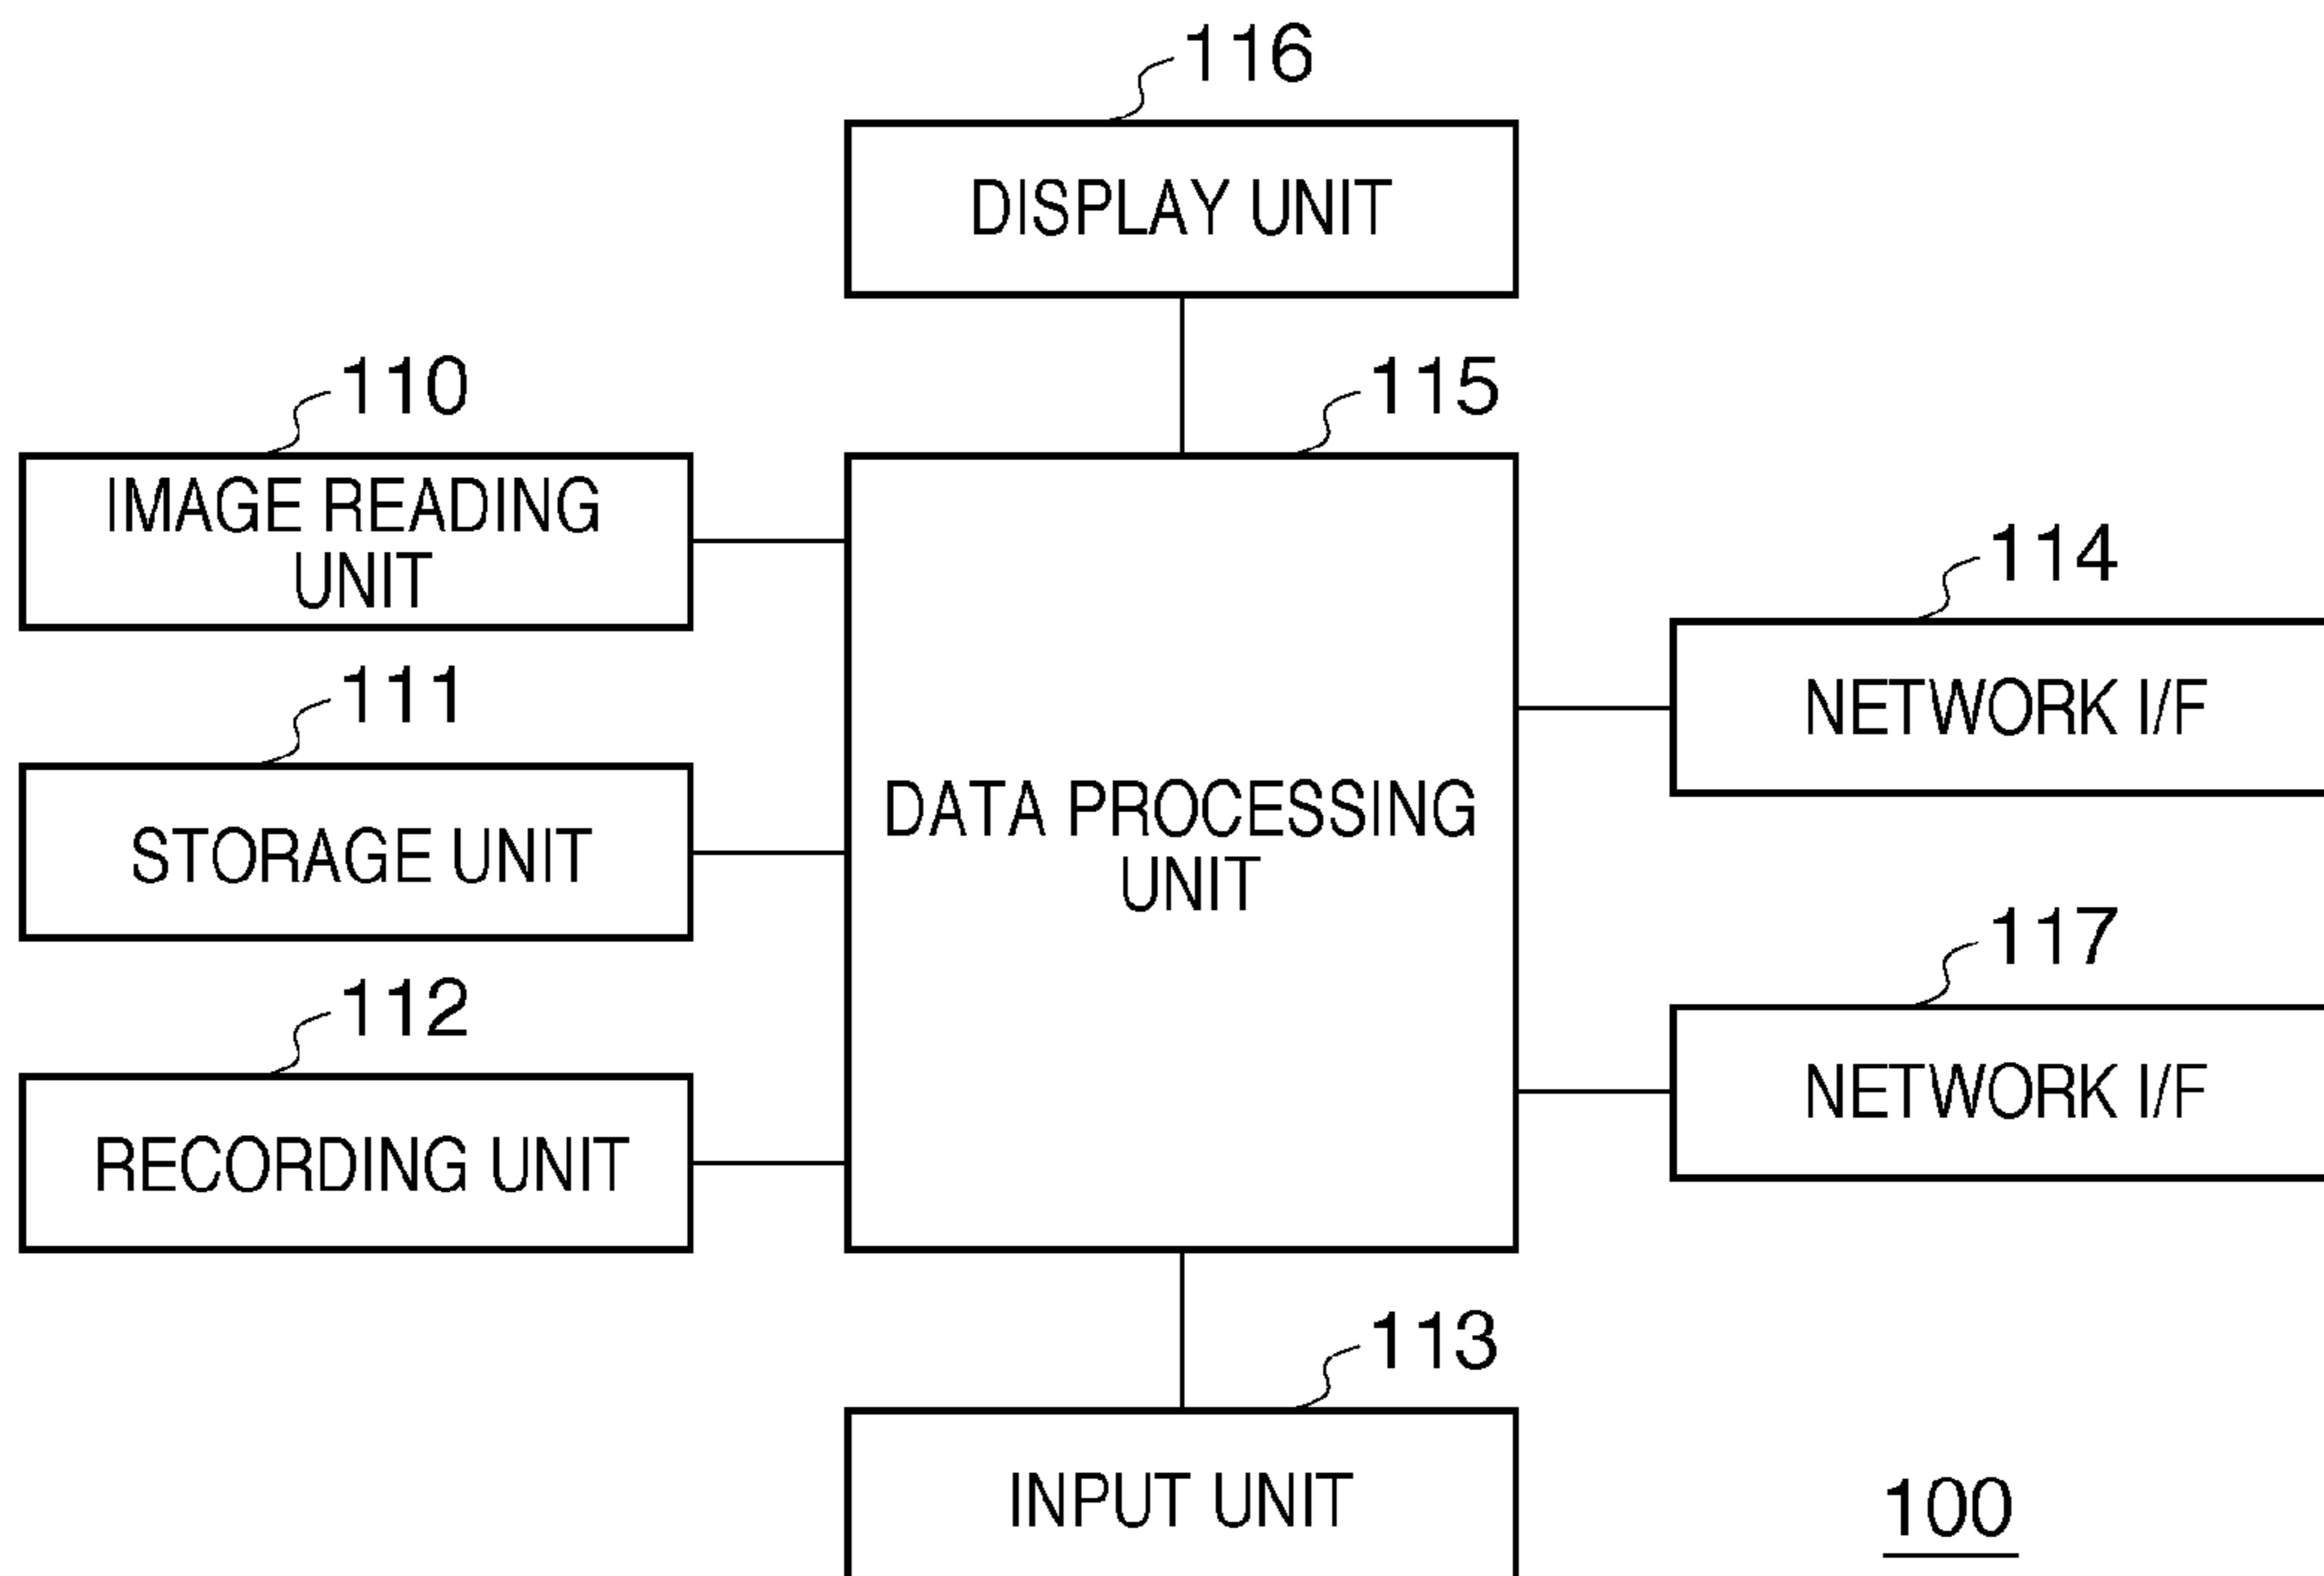 116
DISPLAY UNIT
110
115
IMAGE READING
UNIT
114
NETWORK I/F
111
STORAGE UNIT
DATA PROCESSING
UNIT
117
NETWORK I/F
112
RECORDING UNIT
113
INPUT UNIT
100